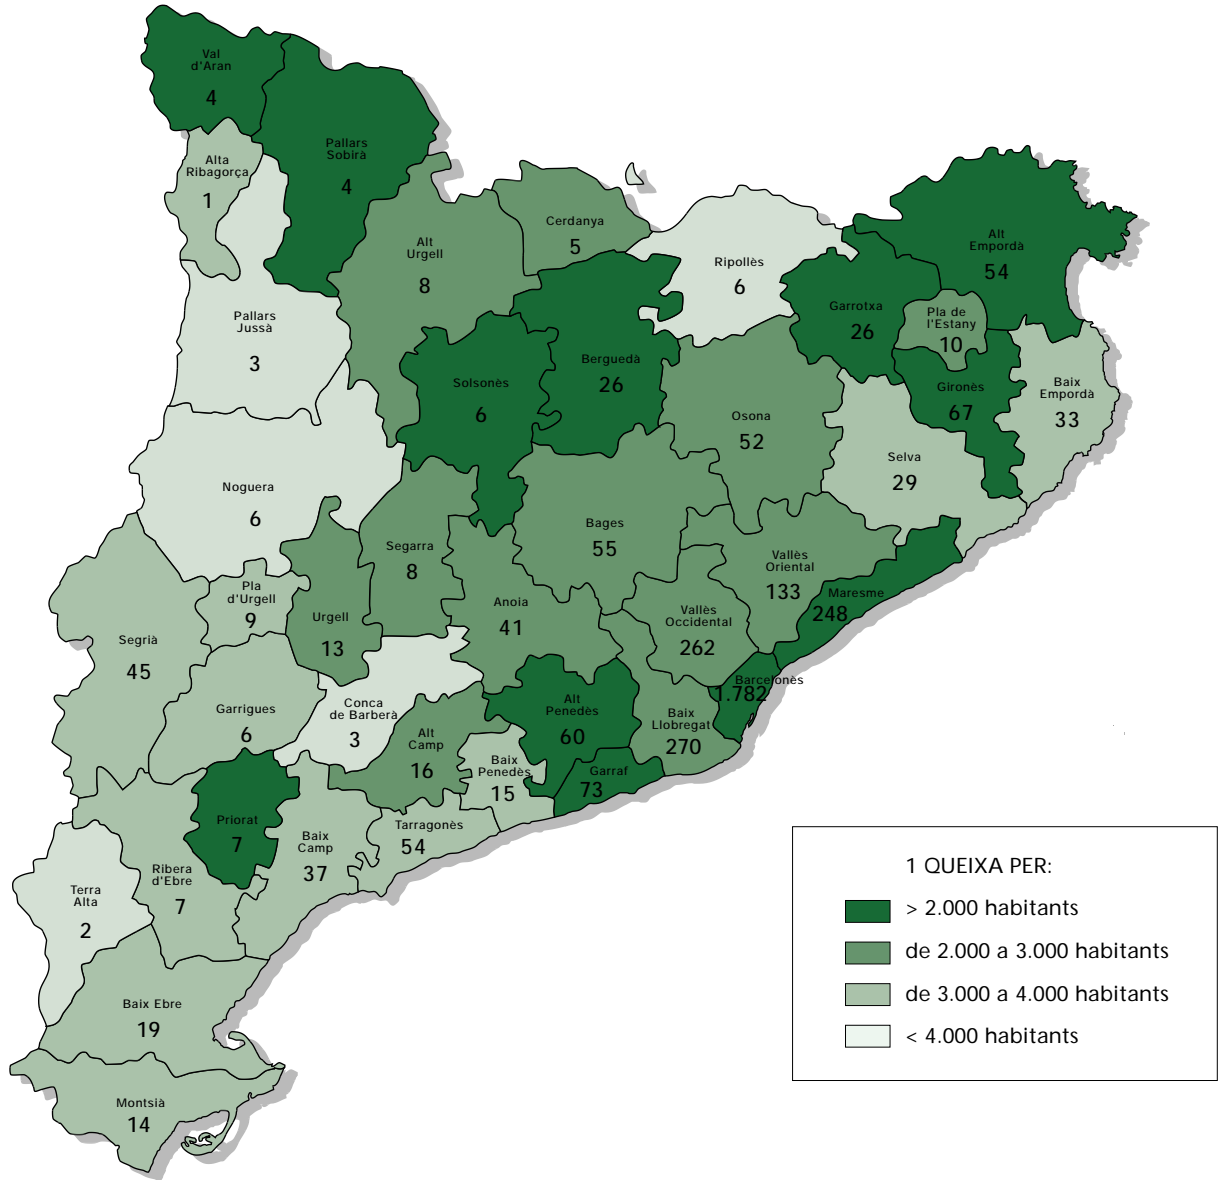 Val
d'Aran
4
Pallars
Sobirà
4
Alta
Ribagorça
1
Cerdanya
5
Alt
Urgell
8
Alt
Empordà
54
Ripollès
6
Garrotxa
26
Pla de
l'Estany
10
Pallars
Jussà
3
Berguedà
26
Solsonès
6
Gironès
67
Baix
Empordà
33
Osona
52
Selva
29
Noguera
6
Bages
55
Segarra
8
Vallès
Oriental
133
Pla
d'Urgell
9
Maresme
248
Anoia
41
Vallès
Occidental
262
Urgell
13
Segrià
45
Barcelonès
1.782
Garrigues
6
Conca
de Barberà
3
Alt
Penedès
60
Baix
Llobregat
270
Alt
Camp
16
Baix
Penedès
15
Garraf
73
Priorat
7
Tarragonès
54
Baix
Camp
37
Ribera
d'Ebre
7
Terra
Alta
2
Baix Ebre
19
Montsià
14
1 QUEIXA PER:
> 2.000 habitants
de 2.000 a 3.000 habitants
de 3.000 a 4.000 habitants
< 4.000 habitants